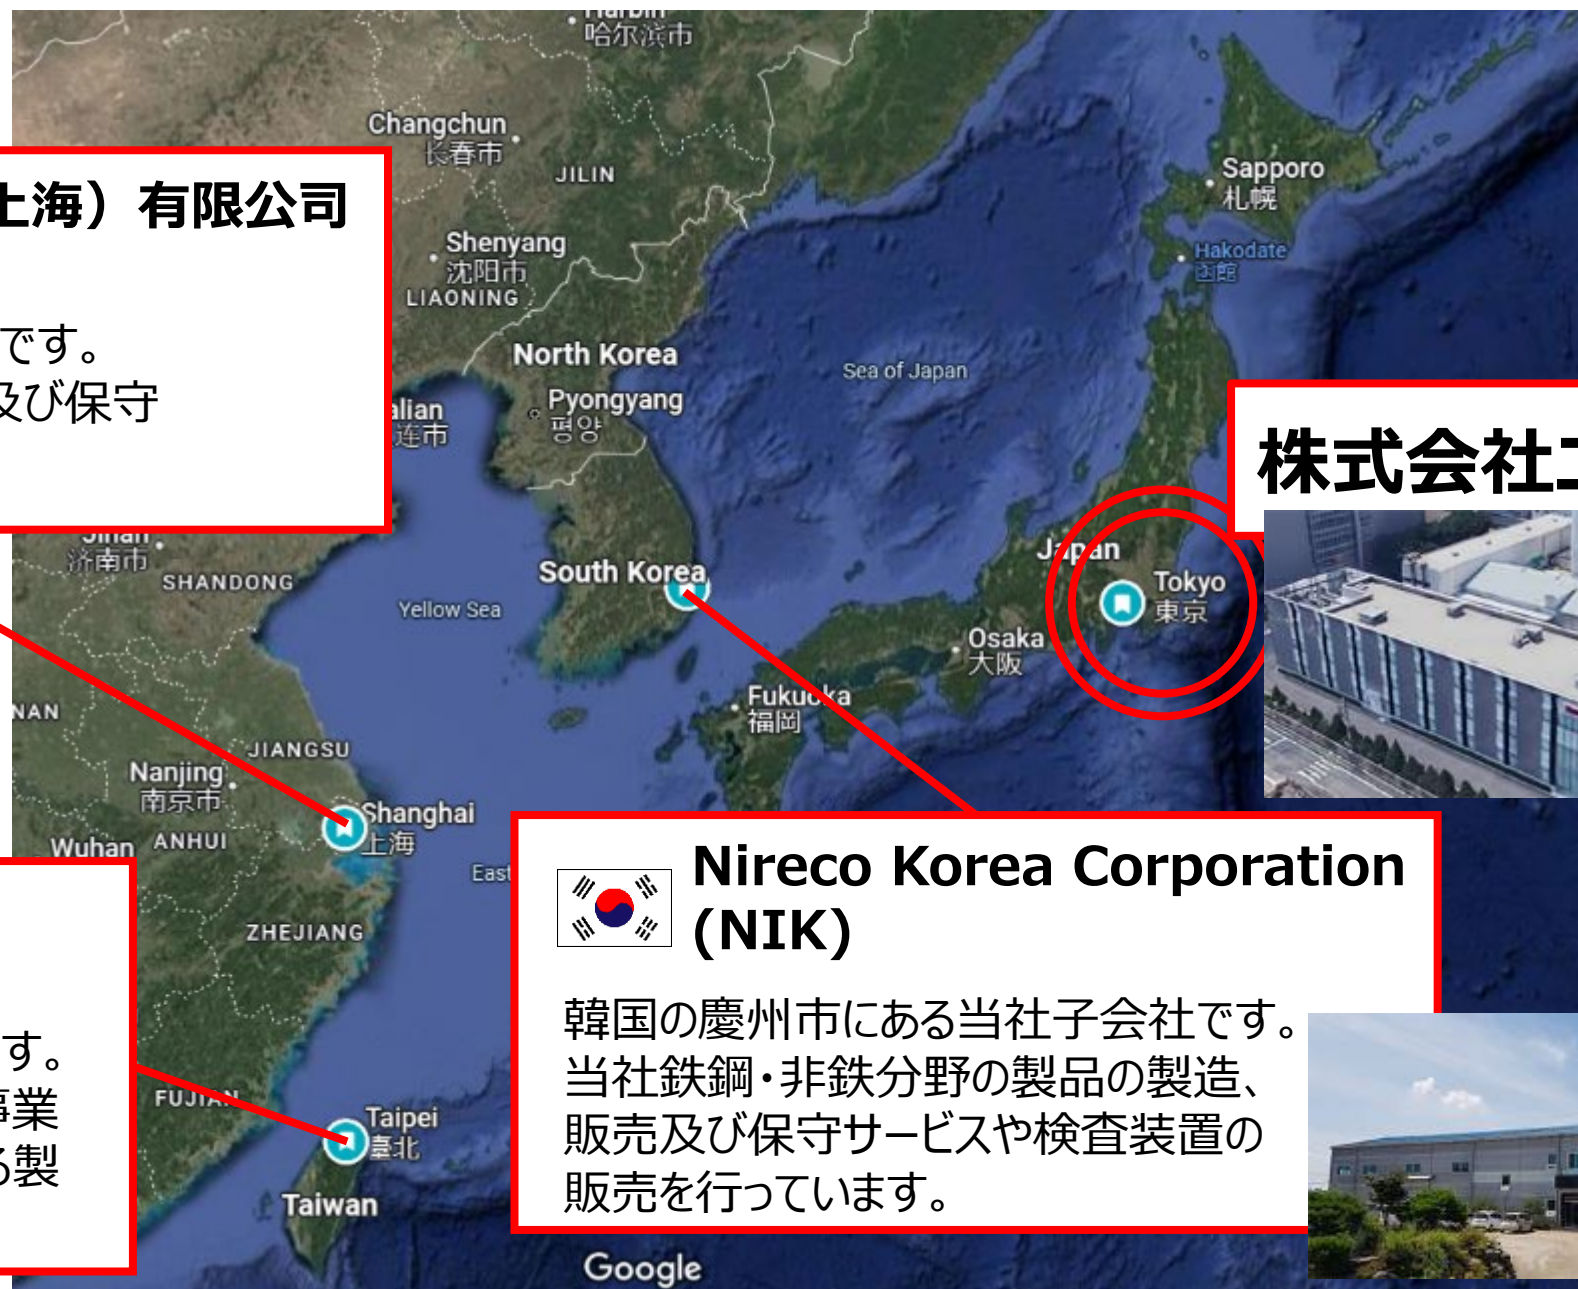 哈尔滨市
Changchun
长春市
JILIN
Sapporo
札幌
上海）有限公司
Shenyang
沈阳市
LIAONING
Hakodate
函館
です。
及び保守
North Korea
Pyongyang
평양
Sea of Japan
alian
连市
株式会社
济南市
SHANDONG
South Korea
Yellow Sea
Japan
Tokyo
東京
Osaka
大阪
Fukuoka
福岡
NAN
JIANGSU
Nanjing
南京市
Shanghai
上海
Wuhan
ANHUI
East
ZHEJIANG
Nireco Korea Corporation
(NIK)
韓国の慶州市にある当社子会社です。
当社鉄鋼・非鉄分野の製品の製造、
販売及び保守サービスや検査装置の
販売を行っています。
す。
事業
る製
FUJIAN
Taipei
臺北
Taiwan
Google